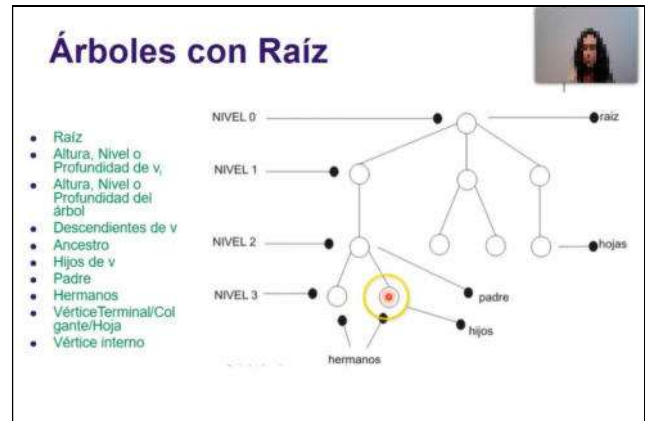 Árboles con Raíz
Raíz
Altura, Nivel o
Profundidad de v,
Altura, Nivel o
Profundidad del
árbol
Descendientes de v
Ancestro
Hijos de v
Padre
Hermanos
VérticeTerminal/Col
gante/Hoja
Vértice interno
NIVEL 0
raíz
NIVEL 1
NIVEL 2
hojas
NIVEL 3
padre
hijos
hermanos